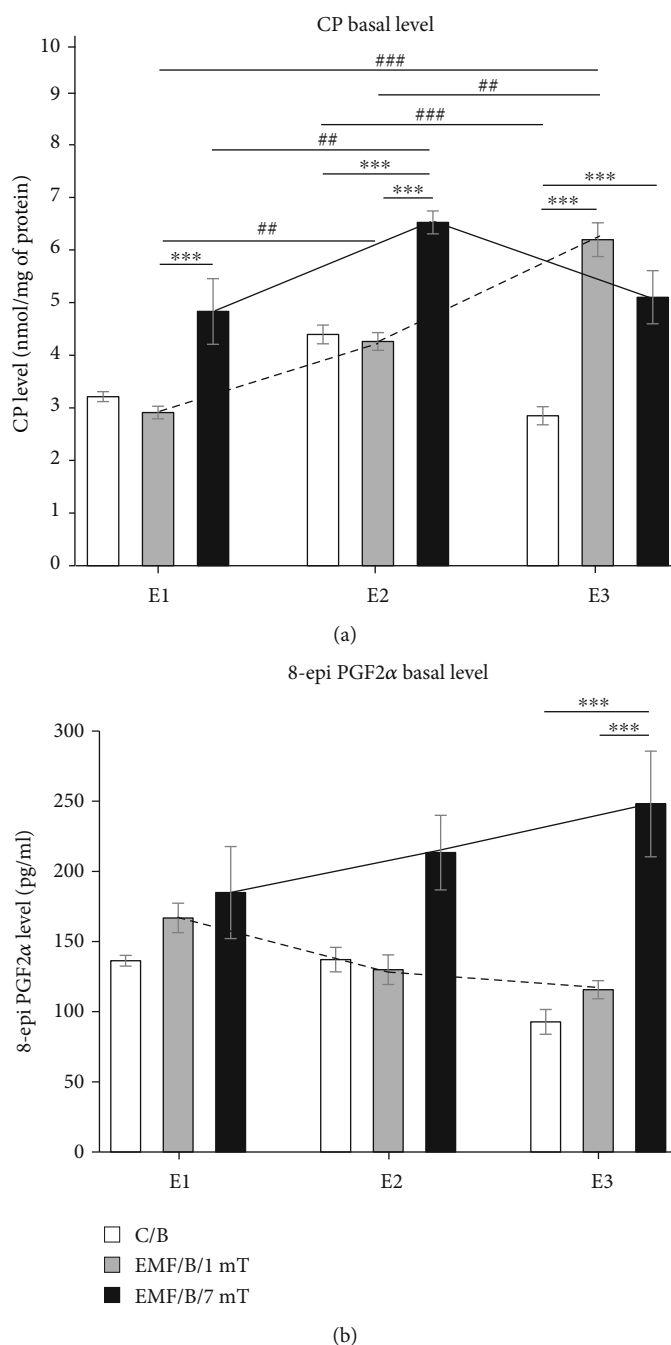 CP basal level
10
9
8
7
6
5
4
3
2
1
0
CP level (nmol/mg of protein)
###
##
###
##
***
***
***
***
##
***
E1 E2 E3
(a)
8-epi PGF2α basal level
300
250
200
150
100
50
0
8-epi PGF2α level (pg/ml)
***
***
E1 E2 E3
C/B
EMF/B/1 mT
EMF/B/7 mT
(b)